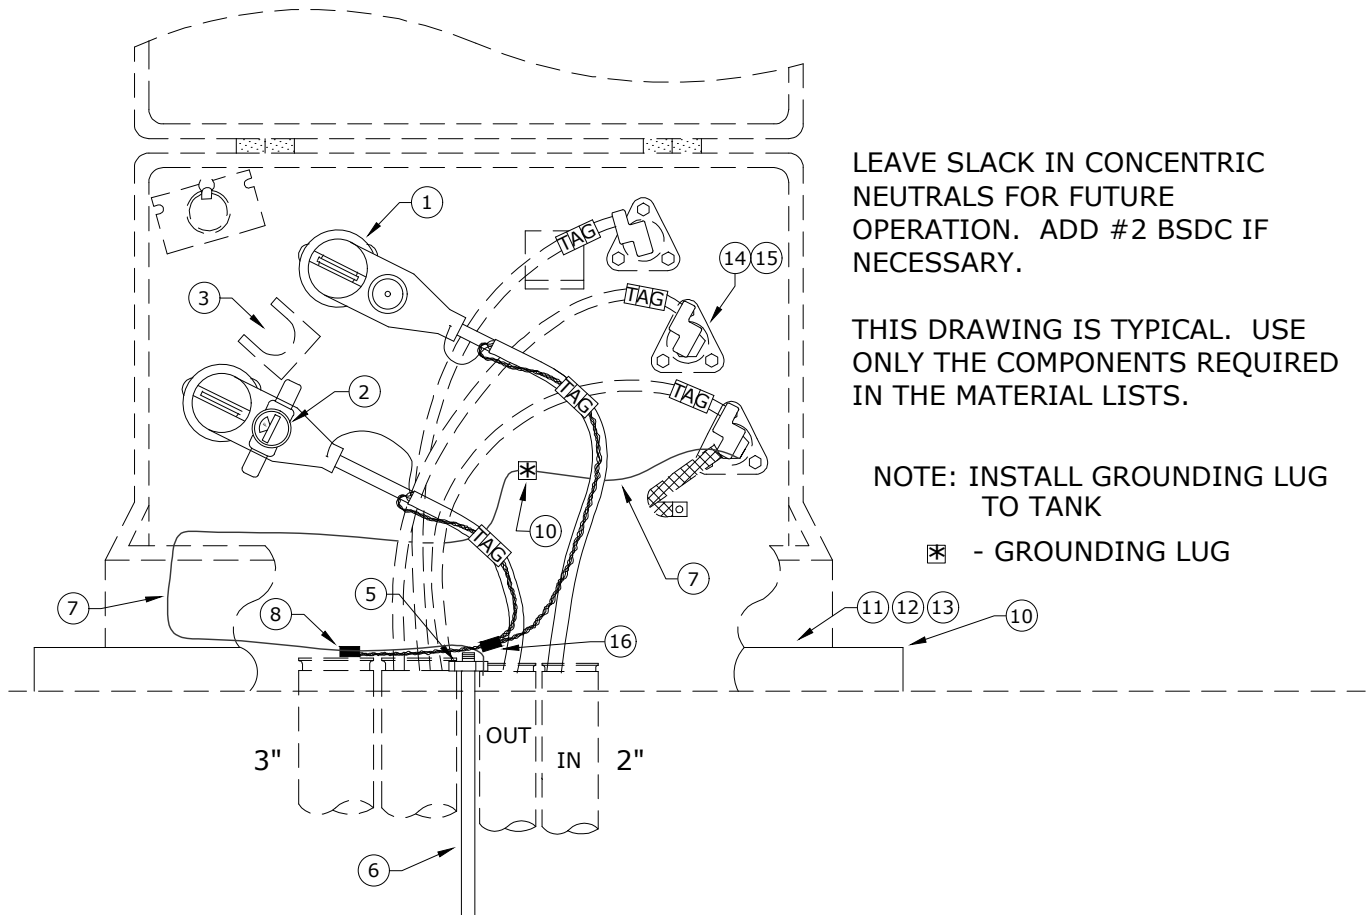 LEAVE SLACK IN CONCENTRIC
NEUTRALS FOR FUTURE
OPERATION. ADD #2 BSDC IF
NECESSARY.
THIS DRAWING IS TYPICAL. USE
ONLY THE COMPONENTS REQUIRED
IN THE MATERIAL LISTS.
NOTE: INSTALL GROUNDING LUG
TO TANK
* - GROUNDING LUG
1
TAG
14 15
3
TAG
2
TAG
TAG
*
10
TAG
7
7
8
5
16
11 12 13
10
3"
OUT
IN
2"
6